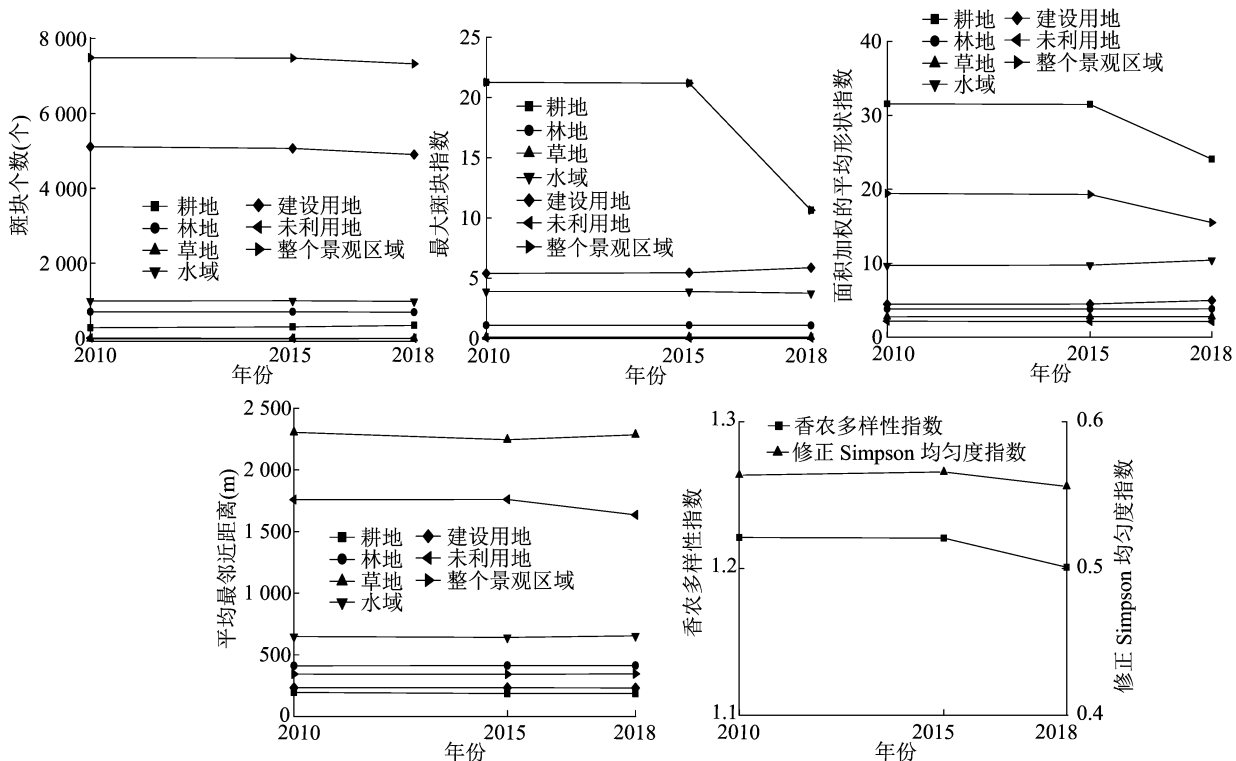 斑块个数(个)
8 000
6 000
4 000
2 000
0
耕地
林地
草地
水域
建设用地
未利用地
整个景观区域
2010
2015
2018
年份
最大斑块指数
25
20
15
10
5
0
耕地
林地
草地
水域
建设用地
未利用地
整个景观区域
2010
2015
2018
年份
面积加权的平均形状指数
40
30
20
10
0
耕地
林地
草地
水域
建设用地
未利用地
整个景观区域
2010
2015
2018
年份
平均最邻近距离(m)
2 500
2 000
1 500
1 000
500
0
耕地
林地
草地
水域
建设用地
未利用地
整个景观区域
2010
2015
2018
年份
香农多样性指数
1.3
1.2
1.1
香农多样性指数
修正 Simpson 均匀度指数
0.6
0.5
0.4
修正 Simpson 均匀度指数
2010
2015
2018
年份